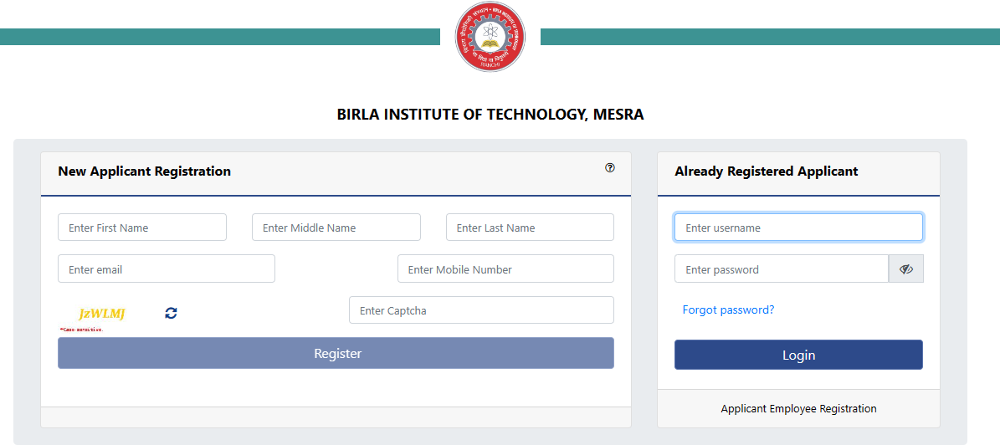 BIRLA INSTITUTE OF TECHNOLOGY, MESRA
New Applicant Registration
Enter First Name
Enter Middle Name
Enter Last Name
Enter email
Enter Mobile Number
JzWLMJ
*Case-sensitive.
Enter Captcha
Register
Already Registered Applicant
Enter username
Enter password
Forgot password?
Login
Applicant Employee Registration
RANCHI